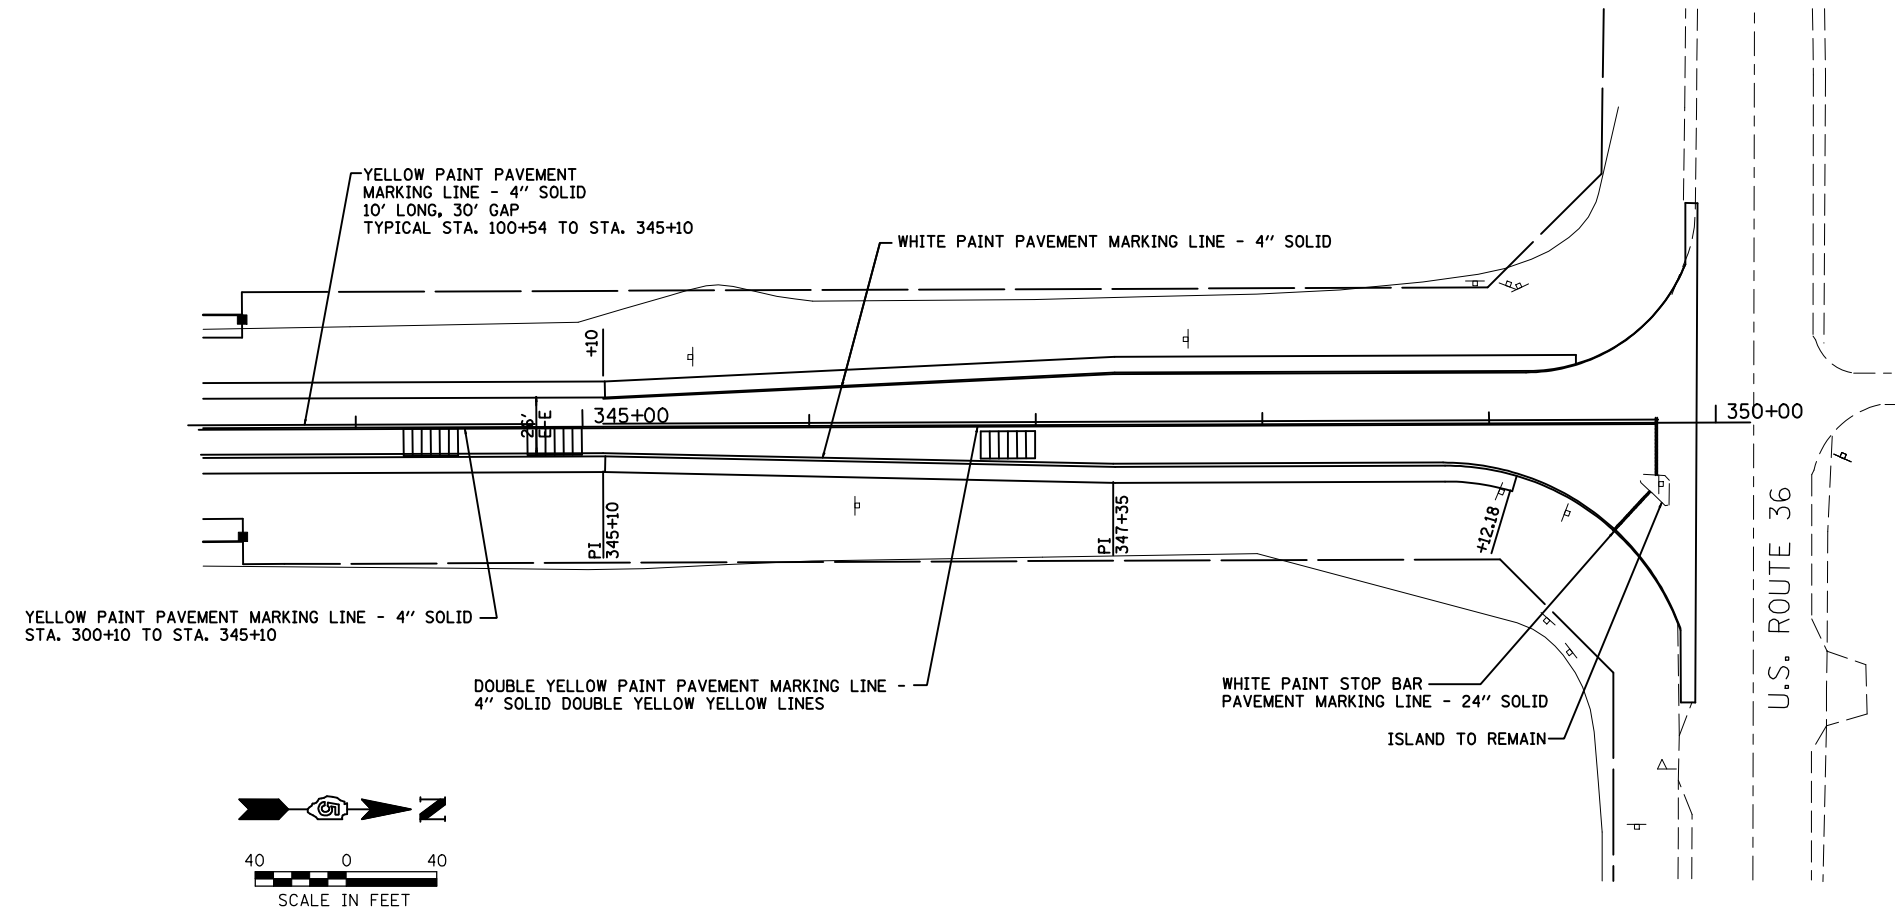 YELLOW PAINT PAVEMENT
MARKING LINE - 4" SOLID
10' LONG, 30' GAP
TYPICAL STA. 100+54 TO STA. 345+10
WHITE PAINT PAVEMENT MARKING LINE - 4" SOLID
+10
26'
E-E
345+00
350+00
PI
345+10
PI
347+35
+12.18
U.S. ROUTE 36
YELLOW PAINT PAVEMENT MARKING LINE - 4" SOLID
STA. 300+10 TO STA. 345+10
DOUBLE YELLOW PAINT PAVEMENT MARKING LINE -
4" SOLID DOUBLE YELLOW YELLOW LINES
WHITE PAINT STOP BAR
PAVEMENT MARKING LINE - 24" SOLID
ISLAND TO REMAIN
N
40 0 40
SCALE IN FEET